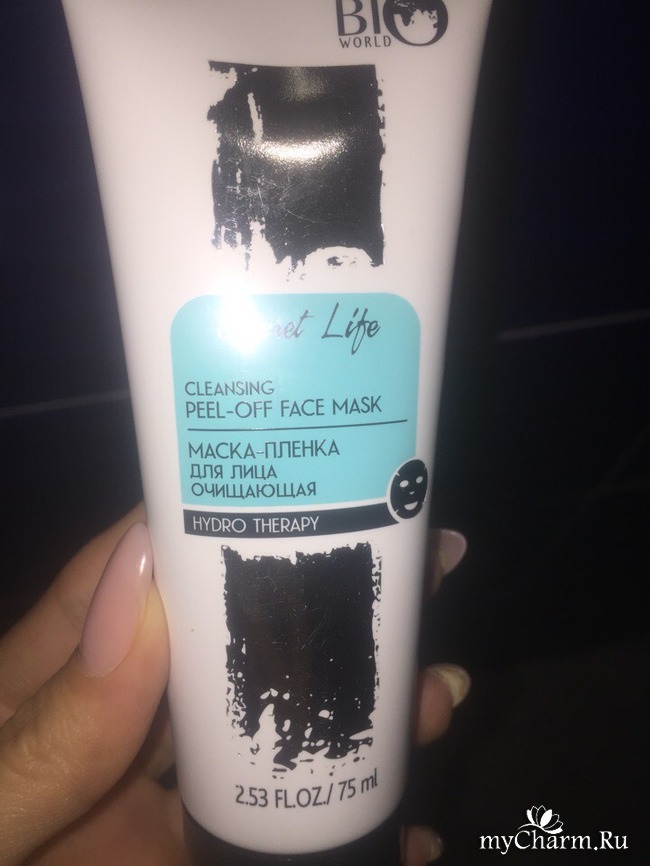 BIO
WORLD
Life
CLEANSING
PEEL-OFF FACE MASK
МАСКА-ПЛЕНКА
ДЛЯ ЛИЦА
ОЧИЩАЮЩАЯ
HYDRO THERAPY
2.53 FL.OZ./ 75 ml
myCharm.Ru